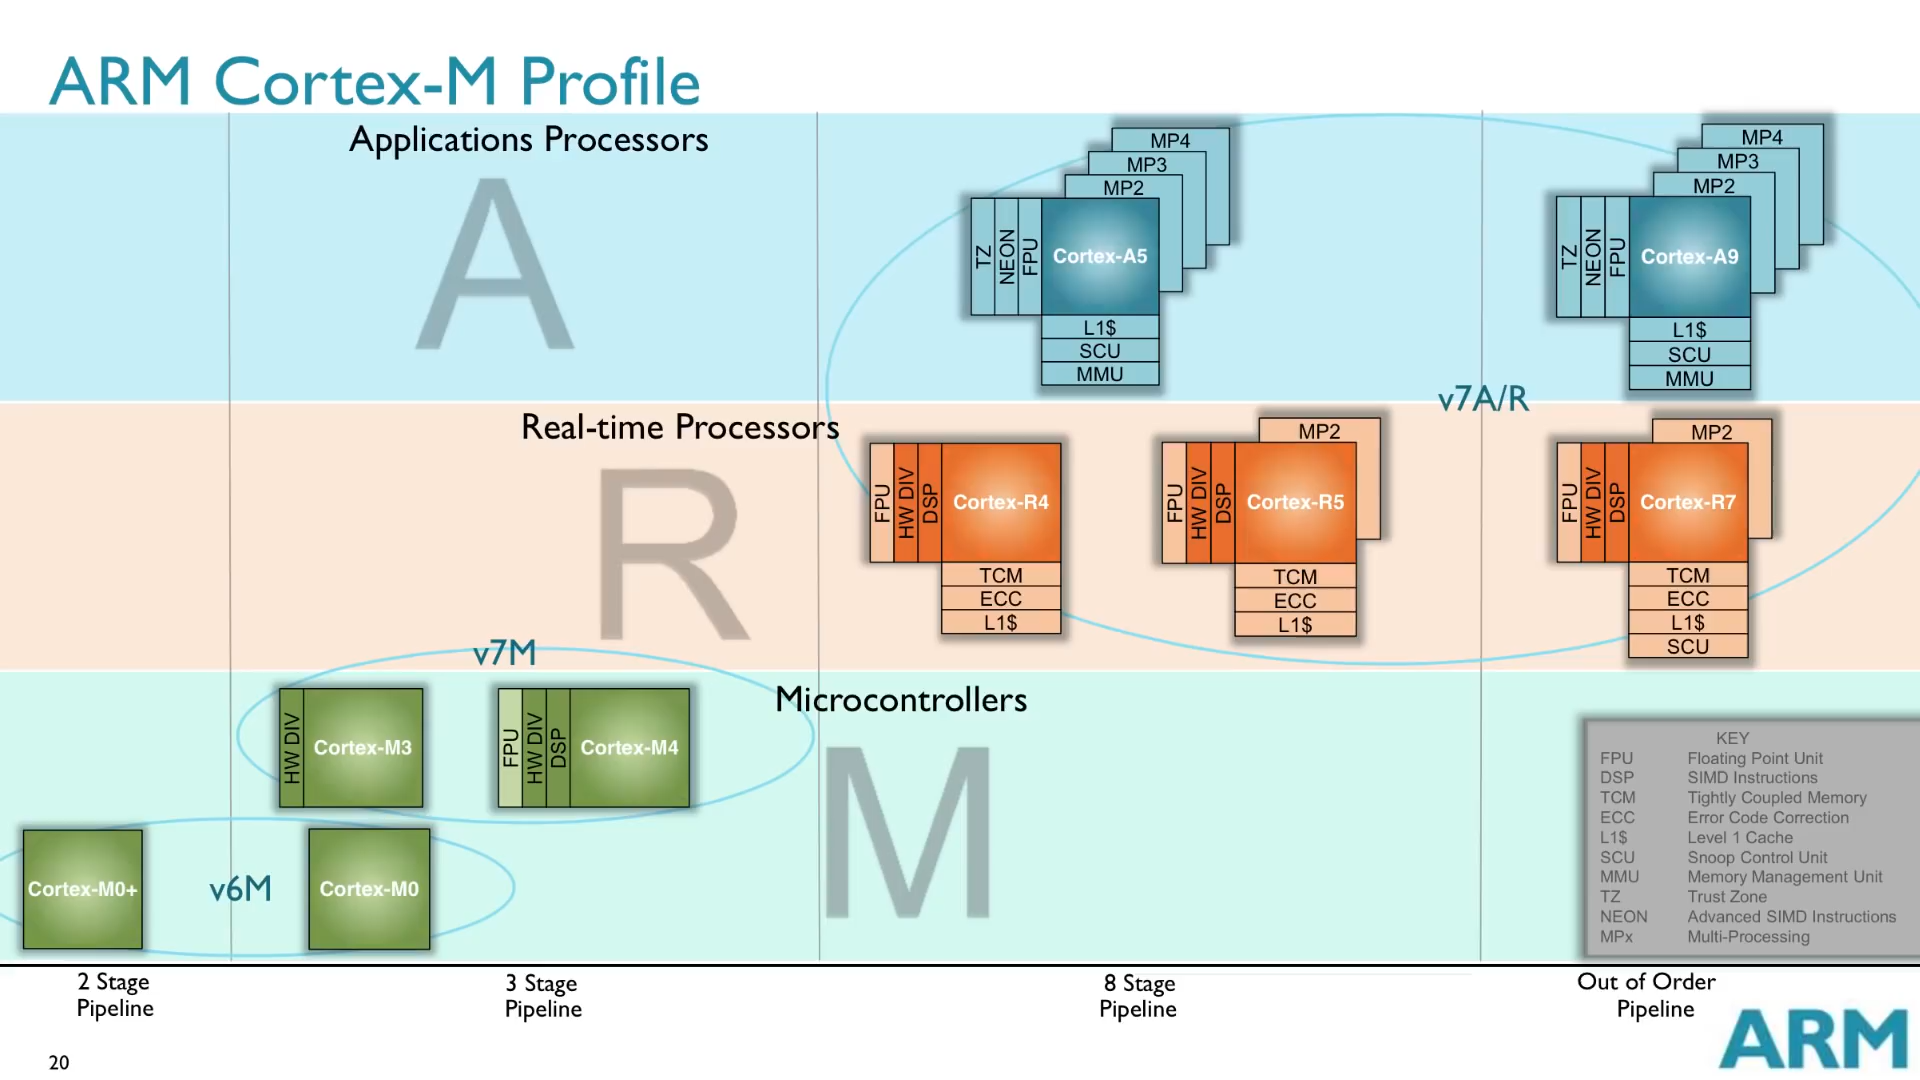 ARM Cortex-M Profile
Applications Processors
A
MP4
MP3
MP2
TZ
NEON
FPU
Cortex-A5
L1$
SCU
MMU
MP4
MP3
MP2
TZ
NEON
FPU
Cortex-A9
L1$
SCU
MMU
v7A/R
Real-time Processors
R
FPU
HW DIV
DSP
Cortex-R4
TCM
ECC
L1$
MP2
FPU
HW DIV
DSP
Cortex-R5
TCM
ECC
L1$
MP2
FPU
HW DIV
DSP
Cortex-R7
TCM
ECC
L1$
SCU
v7M
Microcontrollers
M
HW DIV
Cortex-M3
FPU
HW DIV
DSP
Cortex-M4
Cortex-M0+
v6M
Cortex-M0
KEY
FPU Floating Point Unit
DSP SIMD Instructions
TCM Tightly Coupled Memory
ECC Error Code Correction
L1$ Level 1 Cache
SCU Snoop Control Unit
MMU Memory Management Unit
TZ Trust Zone
NEON Advanced SIMD Instructions
MPx Multi-Processing
2 Stage
Pipeline
3 Stage
Pipeline
8 Stage
Pipeline
Out of Order
Pipeline
20
ARM